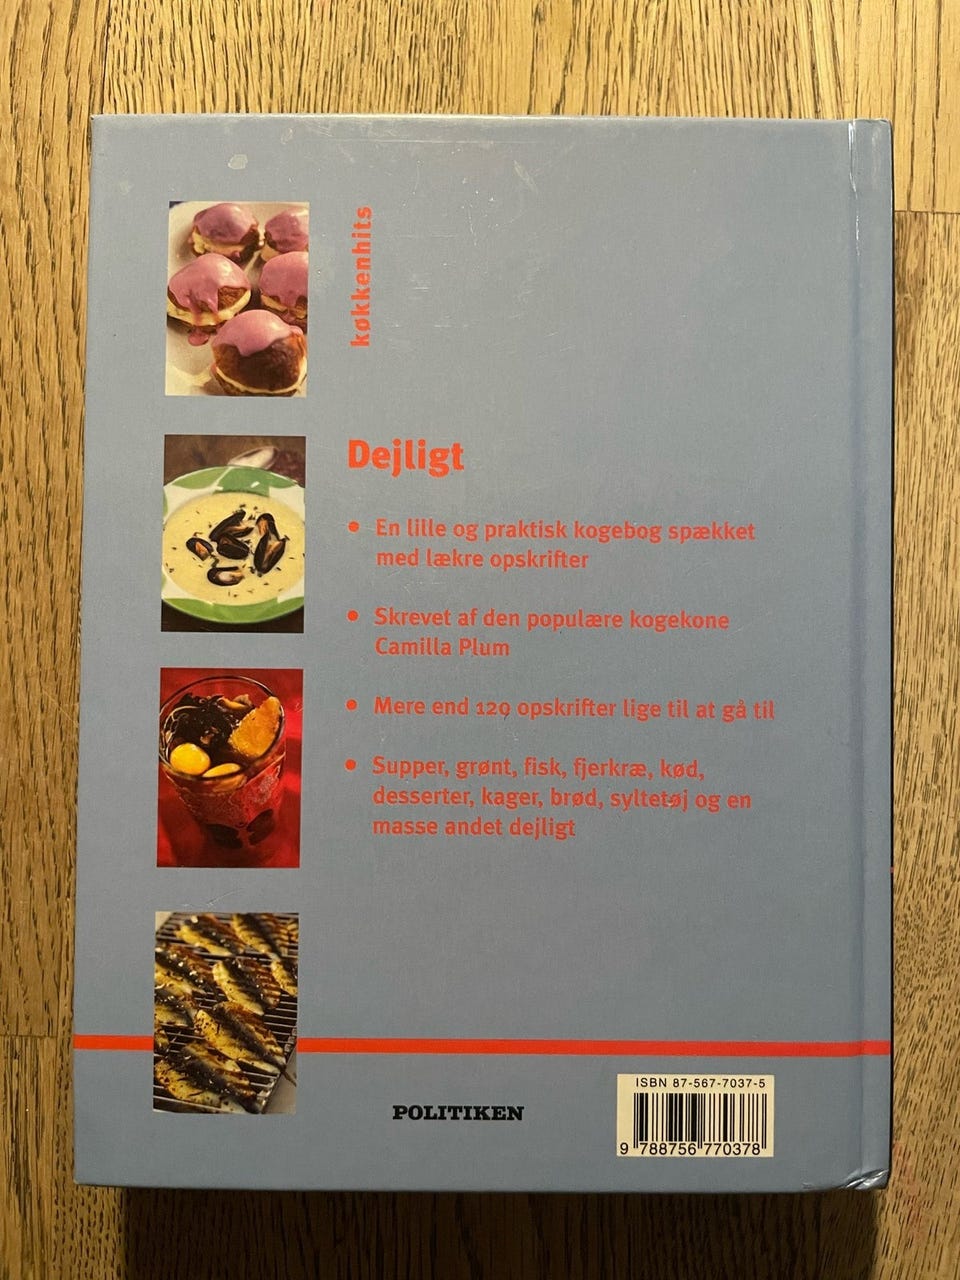 køkkenhits
Dejligt
• En lille og praktisk kogebog spækket
med lækre opskrifter
• Skrevet af den populære kogekone
Camilla Plum
• Mere end 120 opskrifter lige til at gå til
• Supper, grønt, fisk, fjerkræ, kød,
desserter, kager, brød, syltetøj og en
masse andet dejligt
POLITIKEN
ISBN 87-567-7037-5
9 788756 770378